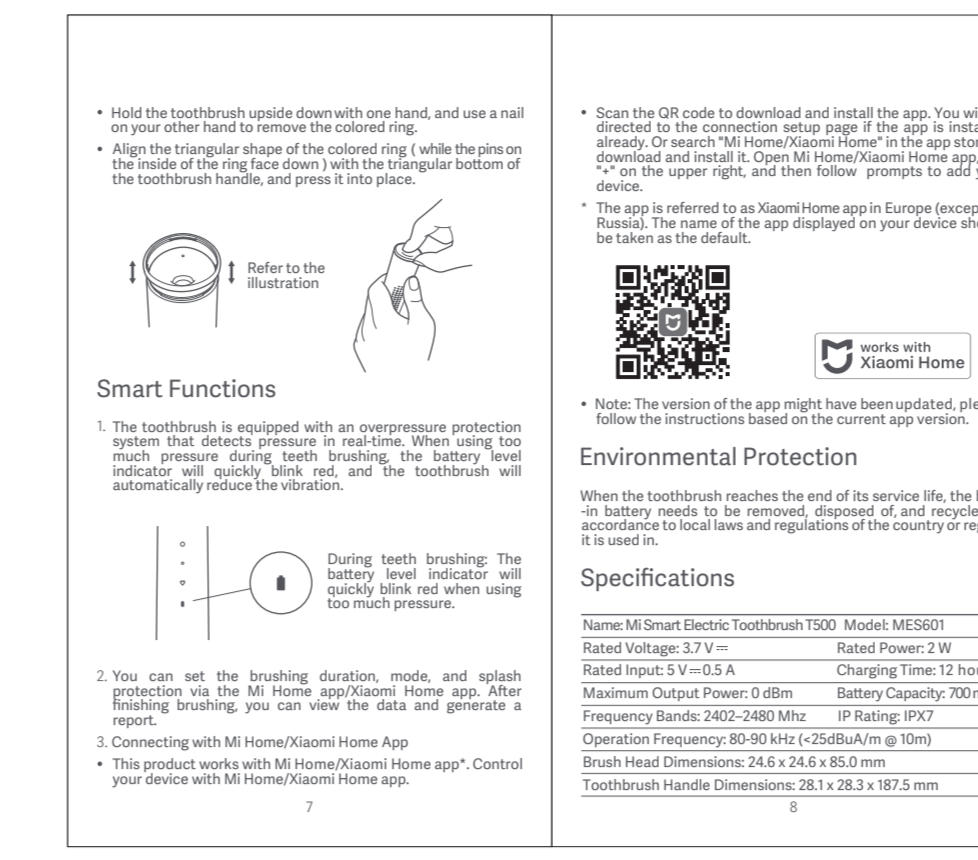 • Hold the toothbrush upside down with one hand, and use a nail
on your other hand to remove the colored ring.
• Align the triangular shape of the colored ring ( while the pins on
the inside of the ring face down ) with the triangular bottom of
the toothbrush handle, and press it into place.
Refer to the
illustration
Smart Functions
1. The toothbrush is equipped with an overpressure protection
system that detects pressure in real-time. When using too
much pressure during teeth brushing, the battery level
indicator will quickly blink red, and the toothbrush will
automatically reduce the vibration.
During teeth brushing: The
battery level indicator will
quickly blink red when using
too much pressure.
2. You can set the brushing duration, mode, and splash
protection via the Mi Home app/Xiaomi Home app. After
finishing brushing, you can view the data and generate a
report.
3. Connecting with Mi Home/Xiaomi Home App
• This product works with Mi Home/Xiaomi Home app*. Control
your device with Mi Home/Xiaomi Home app.
7
• Scan the QR code to download and install the app. You
directed to the connection setup page if the app is
already. Or search "Mi Home/Xiaomi Home" in the app
download and install it. Open Mi Home/Xiaomi Home app,
"+" on the upper right, and then follow prompts to add
device.
* The app is referred to as Xiaomi Home app in Europe
Russia). The name of the app displayed on your device
be taken as the default.
works with
Xiaomi Home
• Note: The version of the app might have been updated,
follow the instructions based on the current app version.
Environmental Protection
When the toothbrush reaches the end of its service life, the
-in battery needs to be removed, disposed of, and
accordance to local laws and regulations of the country or
it is used in.
Specifications
Name: Mi Smart Electric Toothbrush T500 Model: MES601
Rated Voltage: 3.7 V⎓ Rated Power: 2 W
Rated Input: 5 V⎓0.5 A Charging Time: 12
Maximum Output Power: 0 dBm Battery Capacity: 700
Frequency Bands: 2402–2480 Mhz IP Rating: IPX7
Operation Frequency: 80-90 kHz (<25dBuA/m @ 10m)
Brush Head Dimensions: 24.6 x 24.6 x 85.0 mm
Toothbrush Handle Dimensions: 28.1 x 28.3 x 187.5 mm
8